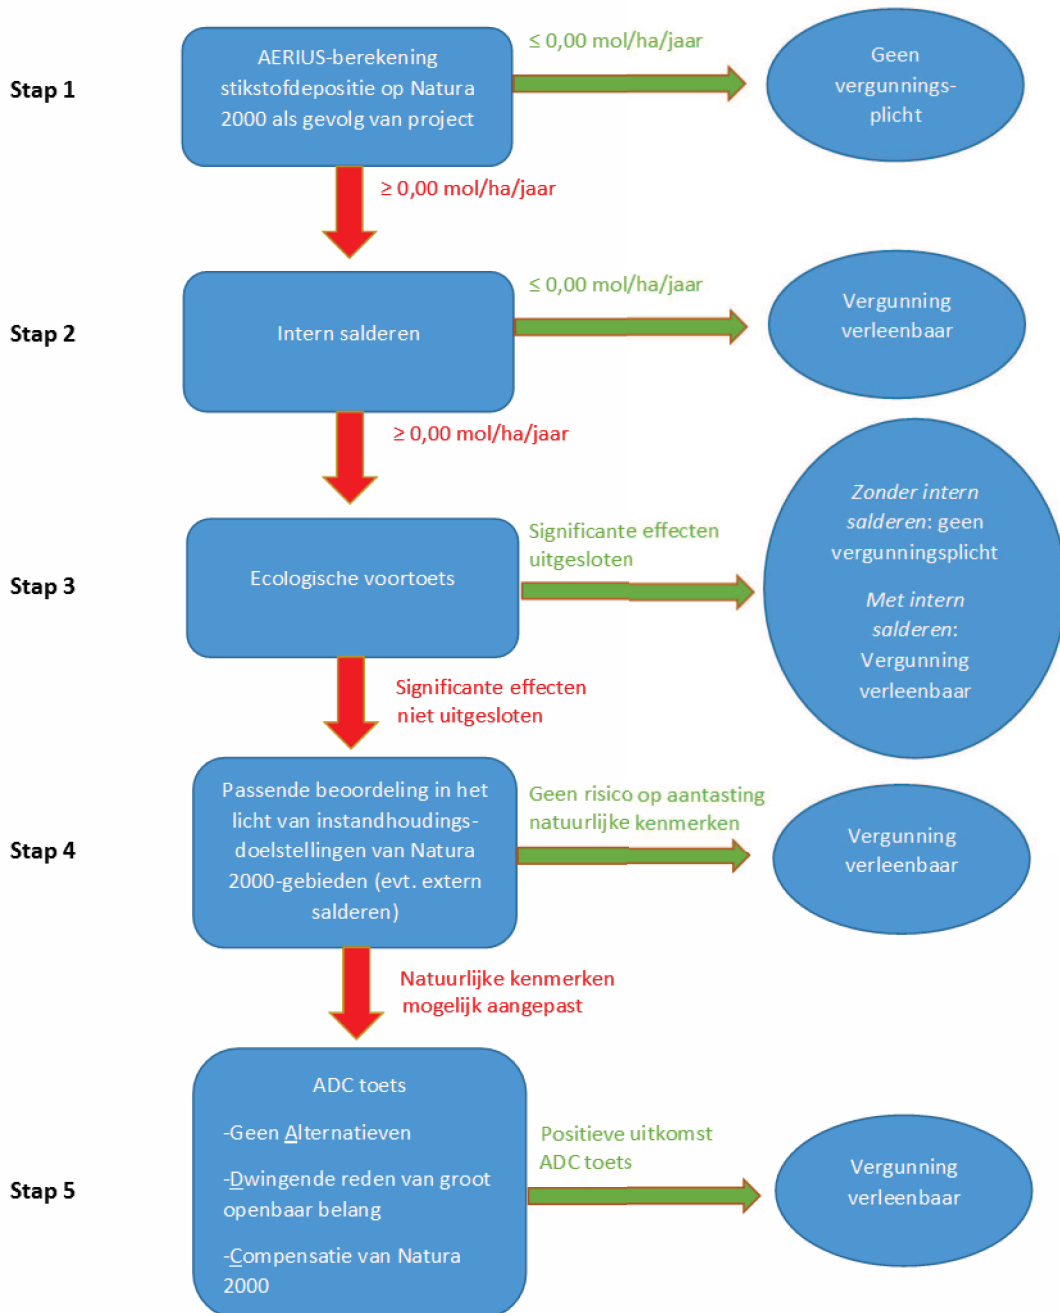 Stap 1
AERIUS-berekening
stikstofdepositie op Natura
2000 als gevolg van project
≤ 0,00 mol/ha/jaar
Geen
vergunnings-
plicht
≥ 0,00 mol/ha/jaar
Stap 2
Intern salderen
≤ 0,00 mol/ha/jaar
Vergunning
verleenbaar
≥ 0,00 mol/ha/jaar
Stap 3
Ecologische voortoets
Significante effecten
uitgesloten
Zonder intern
salderen: geen
vergunningsplicht
Met intern
salderen:
Vergunning
verleenbaar
Significante effecten
niet uitgesloten
Stap 4
Passende beoordeling in het
licht van instandhoudings-
doelstellingen van Natura
2000-gebieden (evt. extern
salderen)
Geen risico op aantasting
natuurlijke kenmerken
Vergunning
verleenbaar
Natuurlijke kenmerken
mogelijk aangepast
Stap 5
ADC toets
-Geen Alternatieven
-Dwingende reden van groot
openbaar belang
-Compensatie van Natura
2000
Positieve uitkomst
ADC toets
Vergunning
verleenbaar